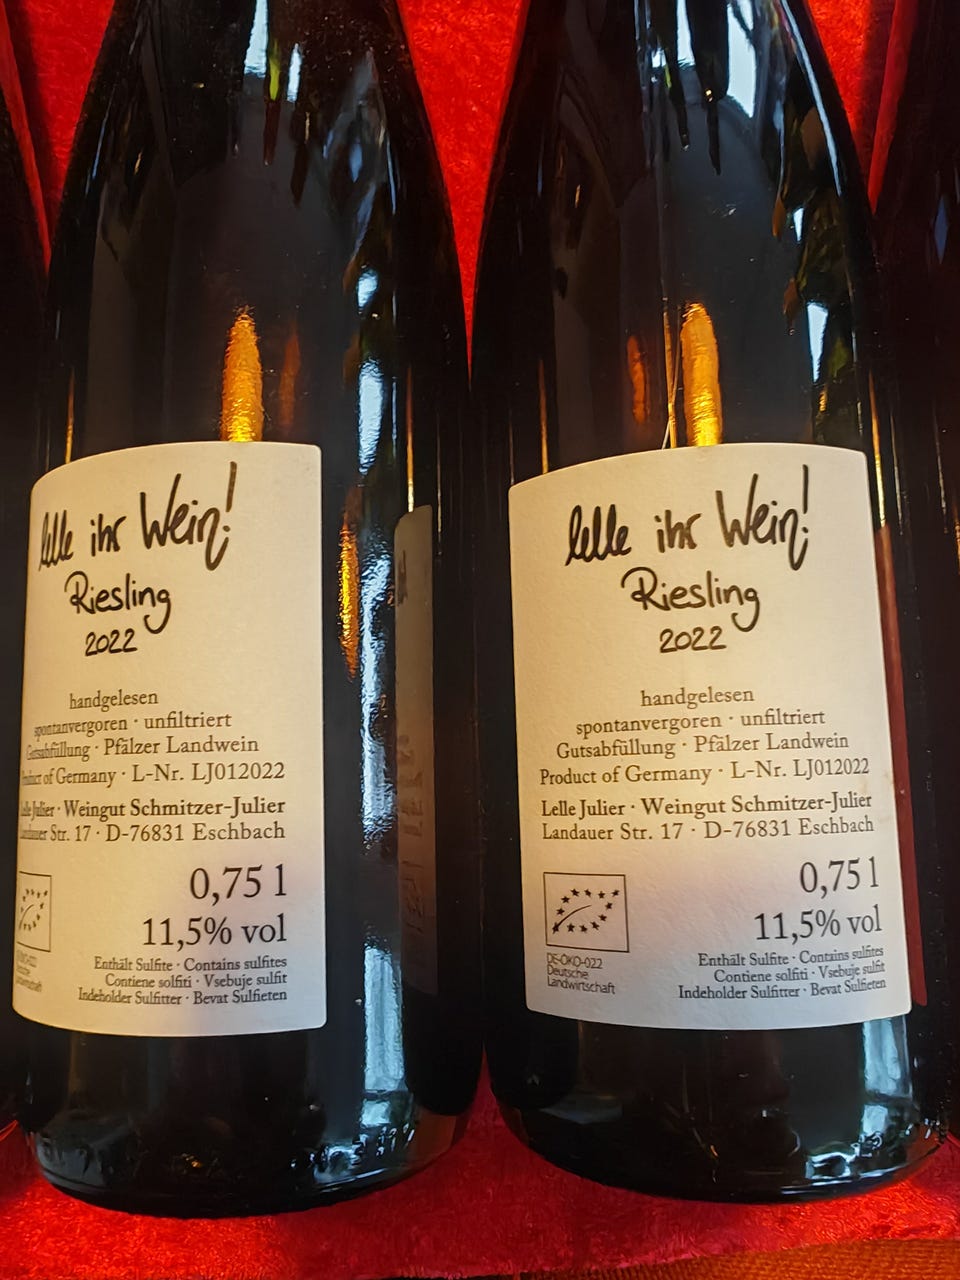 lelle ihr Wein!
Riesling
2022
handgelesen
spontanvergoren · unfiltriert
Gutsabfüllung · Pfälzer Landwein
Product of Germany · L-Nr. LJ012022
Lelle Julier · Weingut Schmitzer-Julier
Landauer Str. 17 · D-76831 Eschbach
0,75 l
11,5% vol
Enthält Sulfite · Contains sulfites
Contiene solfiti · Vsebuje sulfit
Indeholder Sulfitter · Bevat Sulfieten
lelle ihr Wein!
Riesling
2022
handgelesen
spontanvergoren · unfiltriert
Gutsabfüllung · Pfälzer Landwein
Product of Germany · L-Nr. LJ012022
Lelle Julier · Weingut Schmitzer-Julier
Landauer Str. 17 · D-76831 Eschbach
0,75 l
11,5% vol
DE-ÖKO-022
Deutsche
Landwirtschaft
Enthält Sulfite · Contains sulfites
Contiene solfiti · Vsebuje sulfit
Indeholder Sulfitter · Bevat Sulfieten